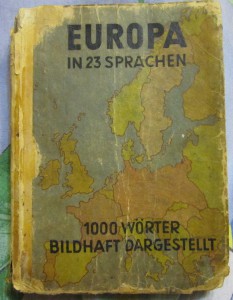 EUROPA
IN 23 SPRACHEN
1000 WÖRTER
BILDHAFT DARGESTELLT